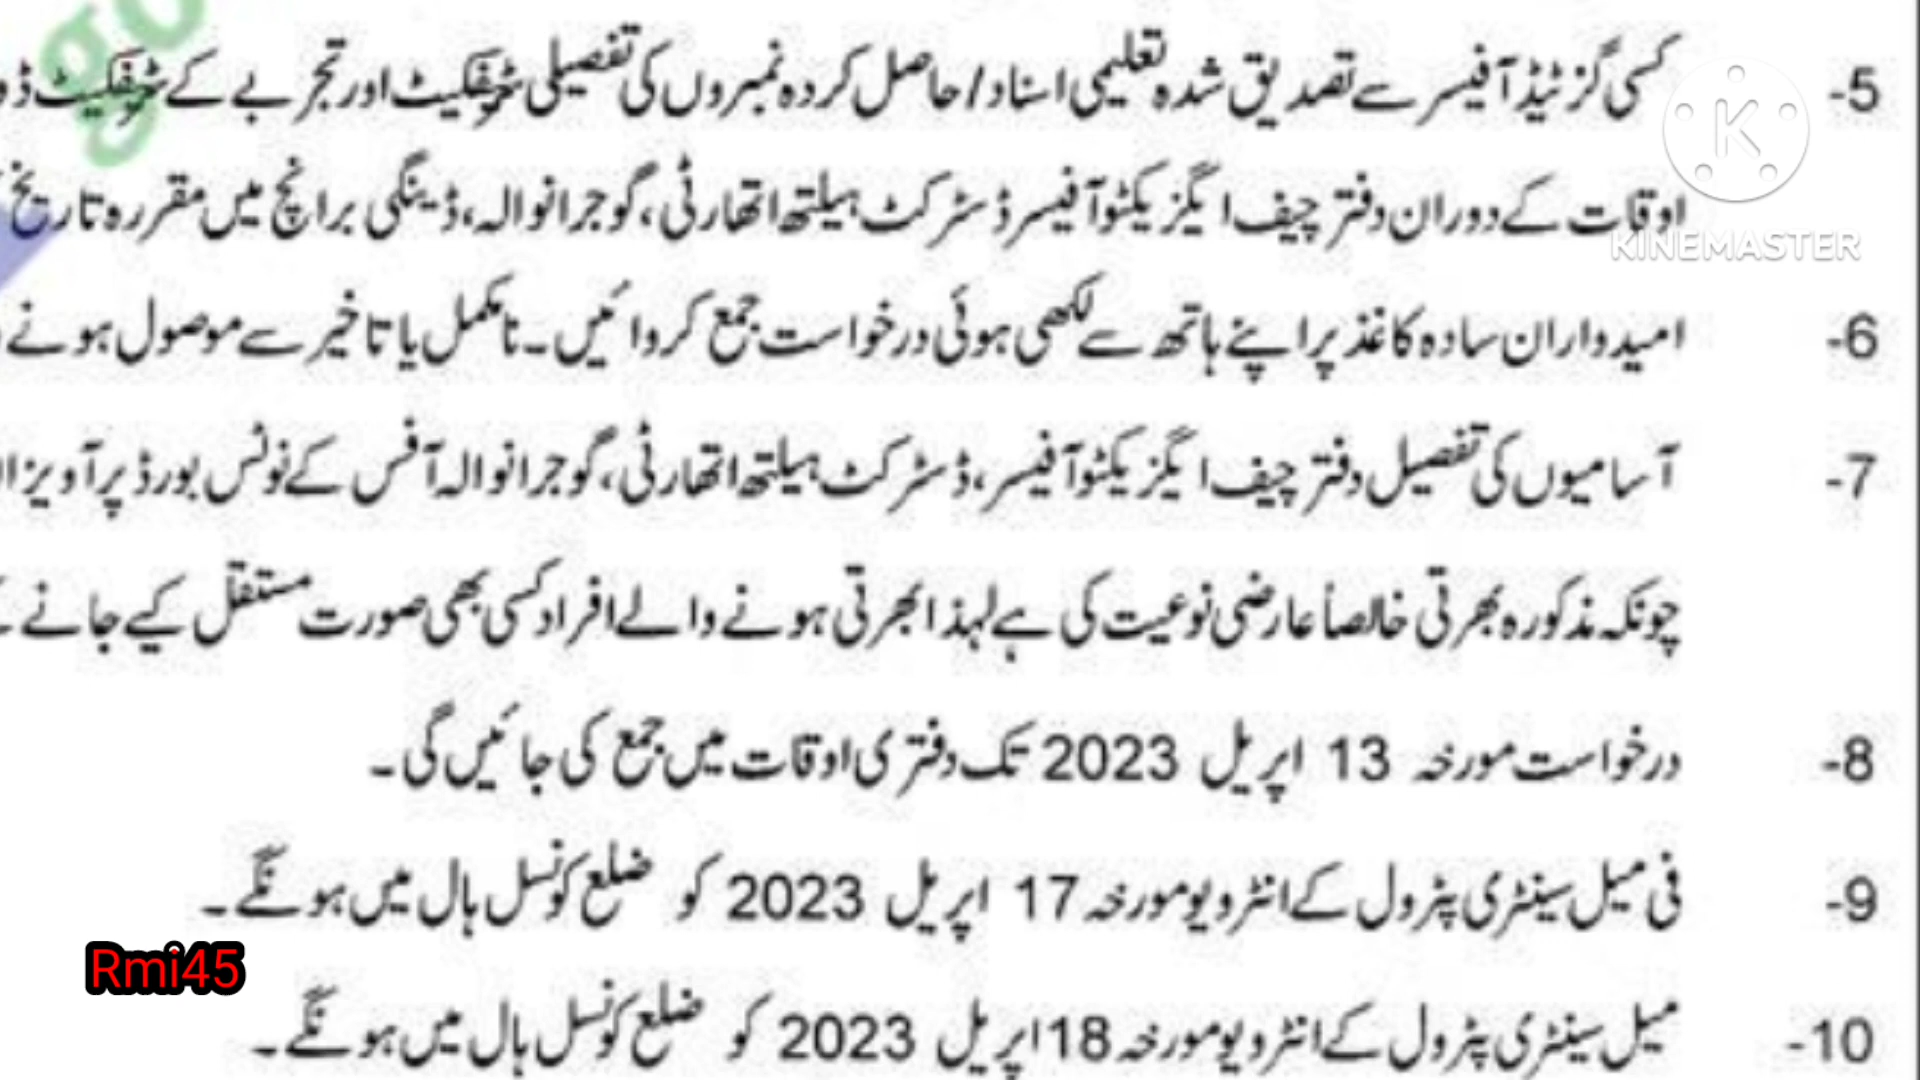 5- کسی گزٹیڈ آفیسر سے تصدیق شدہ تعلیمی اسناد/حاصل کردہ نمبروں کی تفصیلی سرٹیفکیٹ اور تجربے کے سرٹیفکیٹ
اوقات کے دوران دفتر چیف ایگزیکٹو آفیسر ڈسٹرکٹ ہیلتھ اتھارٹی، گوجرانوالہ، ڈینگی برانچ میں مقررہ تاریخ
KINEMASTER
6- امیدواران سادہ کاغذ پر اپنے ہاتھ سے لکھی ہوئی درخواست جمع کروائیں۔ نامکمل یا تاخیر سے موصول ہونے
7- آسامیوں کی تفصیل دفتر چیف ایگزیکٹو آفیسر، ڈسٹرکٹ ہیلتھ اتھارٹی، گوجرانوالہ آفس کے نوٹس بورڈ پر آویزا
چونکہ مذکورہ بھرتی خالصاً عارضی نوعیت کی ہے لہذا بھرتی ہونے والے افراد کسی بھی صورت مستقل کیے جانے
8- درخواست مورخہ 13 اپریل 2023 تک دفتری اوقات میں جمع کی جائیں گی۔
9- فی میل سینٹری پٹرول کے انٹرویو مورخہ 17 اپریل 2023 کو ضلع کونسل ہال میں ہونگے۔
Rmi45
10- میل سینٹری پٹرول کے انٹرویو مورخہ 18 اپریل 2023 کو ضلع کونسل ہال میں ہونگے۔